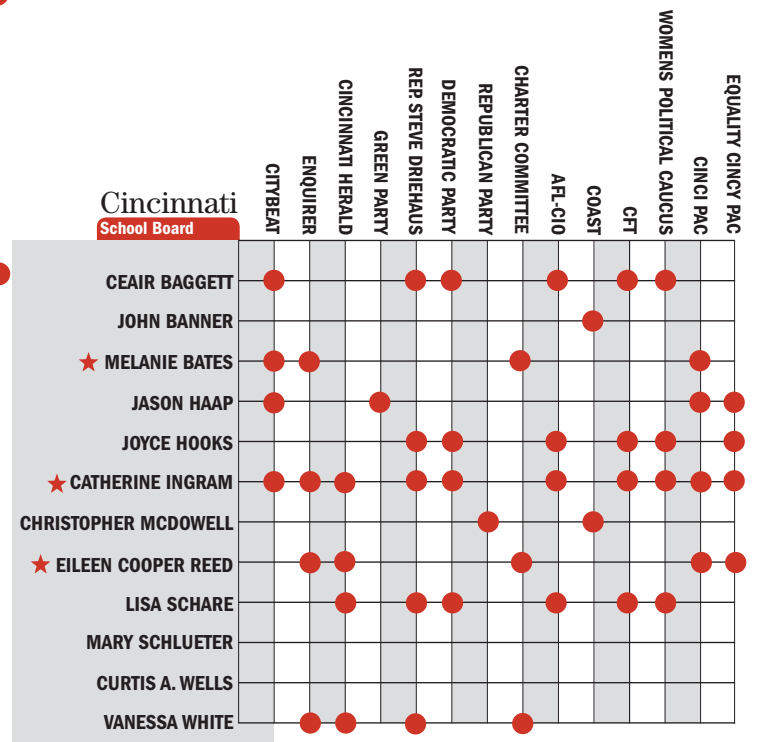 Cincinnati
School Board
CITYBEAT
ENQUIRER
CINCINNATI HERALD
GREEN PARTY
REP. STEVE DRIEHAUS
DEMOCRATIC PARTY
REPUBLICAN PARTY
CHARTER COMMITTEE
AFL-CIO
COAST
CFT
WOMENS POLITICAL CAUCUS
CINCI PAC
EQUALITY CINCY PAC
CEAIR BAGGETT
JOHN BANNER
★ MELANIE BATES
JASON HAAP
JOYCE HOOKS
★ CATHERINE INGRAM
CHRISTOPHER MCDOWELL
★ EILEEN COOPER REED
LISA SCHARE
MARY SCHLUETER
CURTIS A. WELLS
VANESSA WHITE